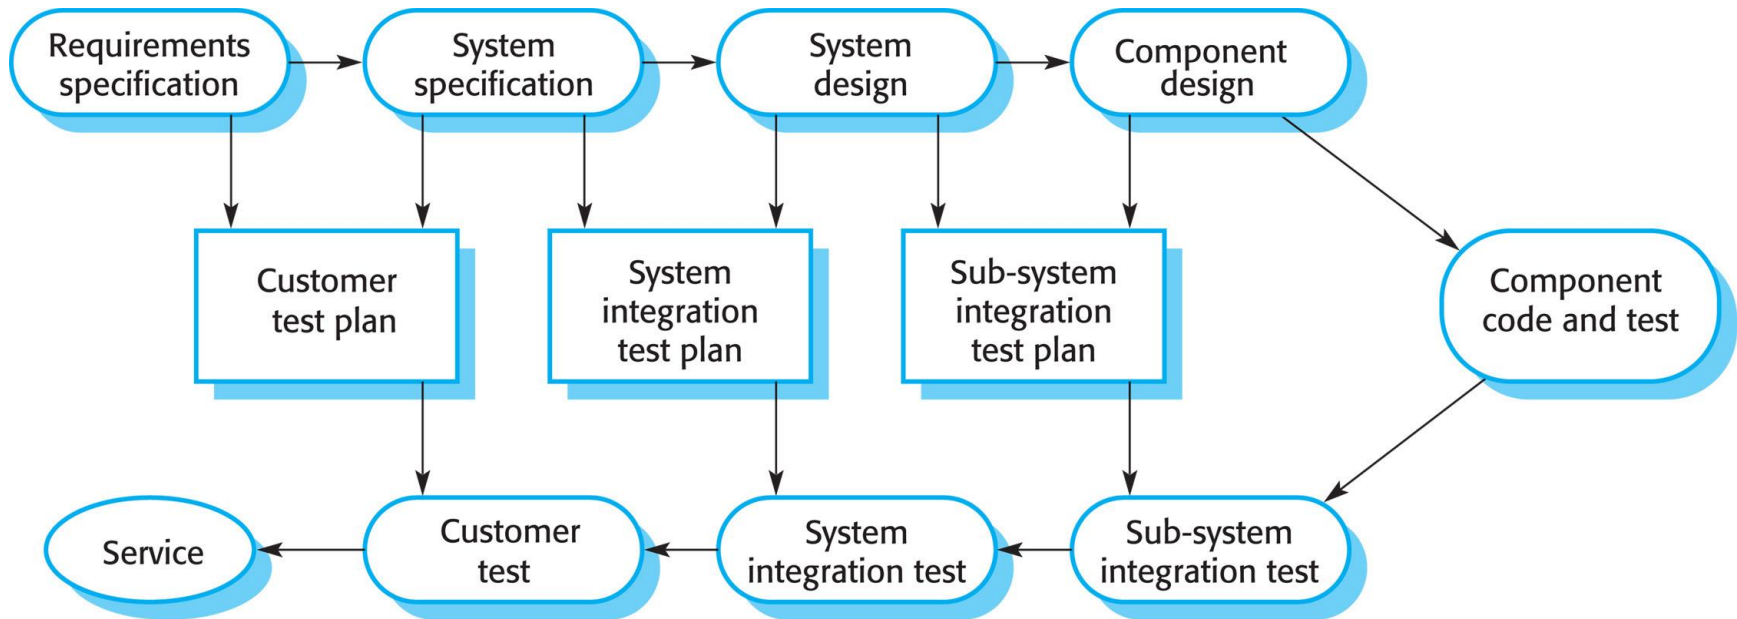 Requirements
specification
System
specification
System
design
Component
design
Customer
test plan
System
integration
test plan
Sub-system
integration
test plan
Component
code and test
Service
Customer
test
System
integration test
Sub-system
integration test